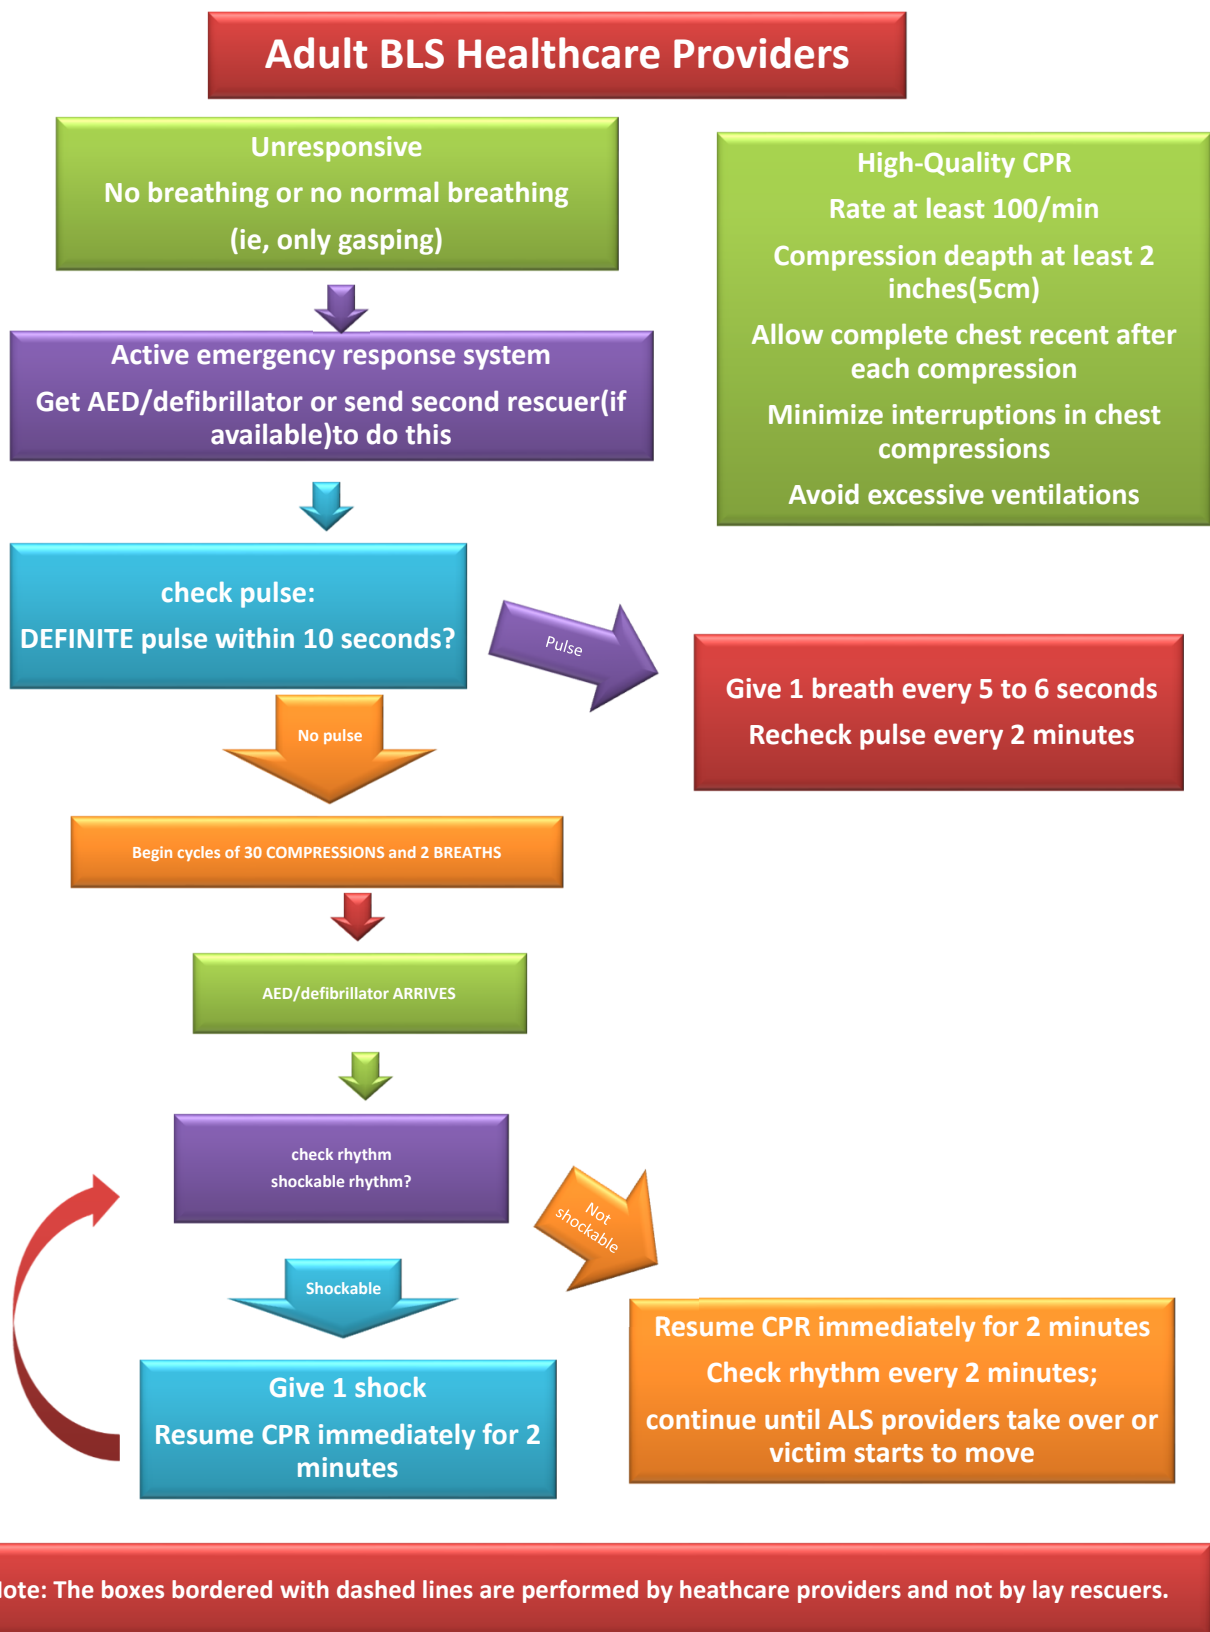 Adult BLS Healthcare Providers
Unresponsive
No breathing or no normal breathing
(ie, only gasping)
High-Quality CPR
Rate at least 100/min
Compression deapth at least 2
inches(5cm)
Allow complete chest recent after
each compression
Minimize interruptions in chest
compressions
Avoid excessive ventilations
Active emergency response system
Get AED/defibrillator or send second rescuer(if
available)to do this
check pulse:
DEFINITE pulse within 10 seconds?
Pulse
Give 1 breath every 5 to 6 seconds
Recheck pulse every 2 minutes
No pulse
Begin cycles of 30 COMPRESSIONS and 2 BREATHS
AED/defibrillator ARRIVES
check rhythm
shockable rhythm?
Not
shockable
Shockable
Give 1 shock
Resume CPR immediately for 2
minutes
Resume CPR immediately for 2 minutes
Check rhythm every 2 minutes;
continue until ALS providers take over or
victim starts to move
Note: The boxes bordered with dashed lines are performed by heathcare providers and not by lay rescuers.